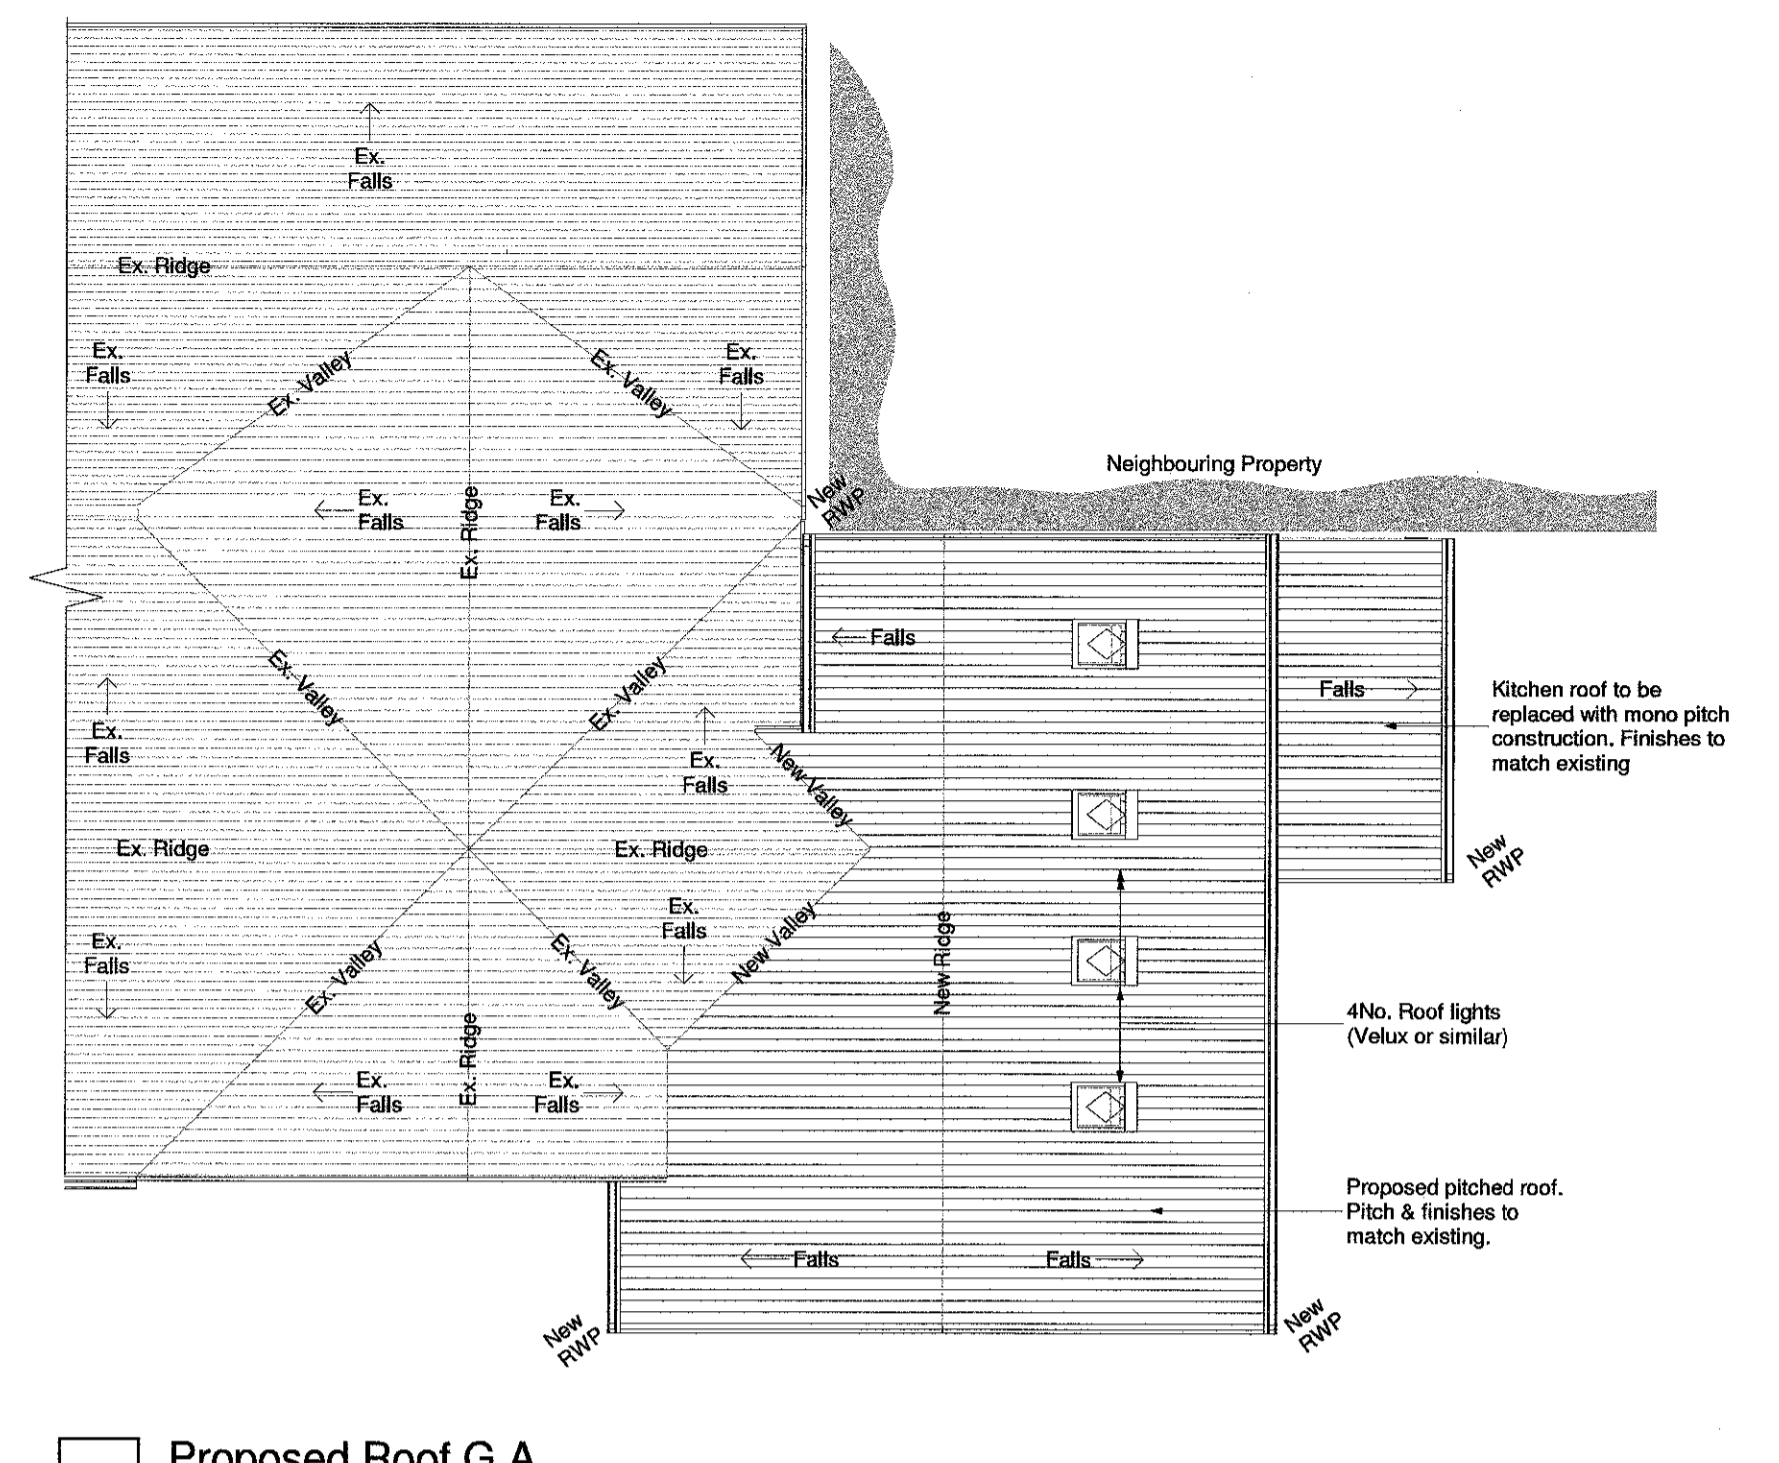 Ex.
Falls
Ex. Ridge
Ex.
Falls
Ex. Valley
Ex. Valley
Ex.
Falls
Neighbouring Property
New
RWP
Ex.
Falls
Ex. Ridge
Ex.
Falls
Falls
Ex. Valley
Ex. Valley
Falls
Kitchen roof to be
replaced with mono pitch
construction. Finishes to
match existing
Ex.
Falls
Ex.
Falls
New Valley
Ex. Ridge
Ex. Ridge
New
RWP
Ex.
Falls
Ex.
Falls
Ex. Valley
Ex. Valley
New Valley
New Ridge
4No. Roof lights
(Velux or similar)
Ex.
Falls
Ex. Ridge
Ex.
Falls
Proposed pitched roof.
Pitch & finishes to
match existing.
Falls
Falls
New
RWP
New
RWP
Proposed Roof G.A.